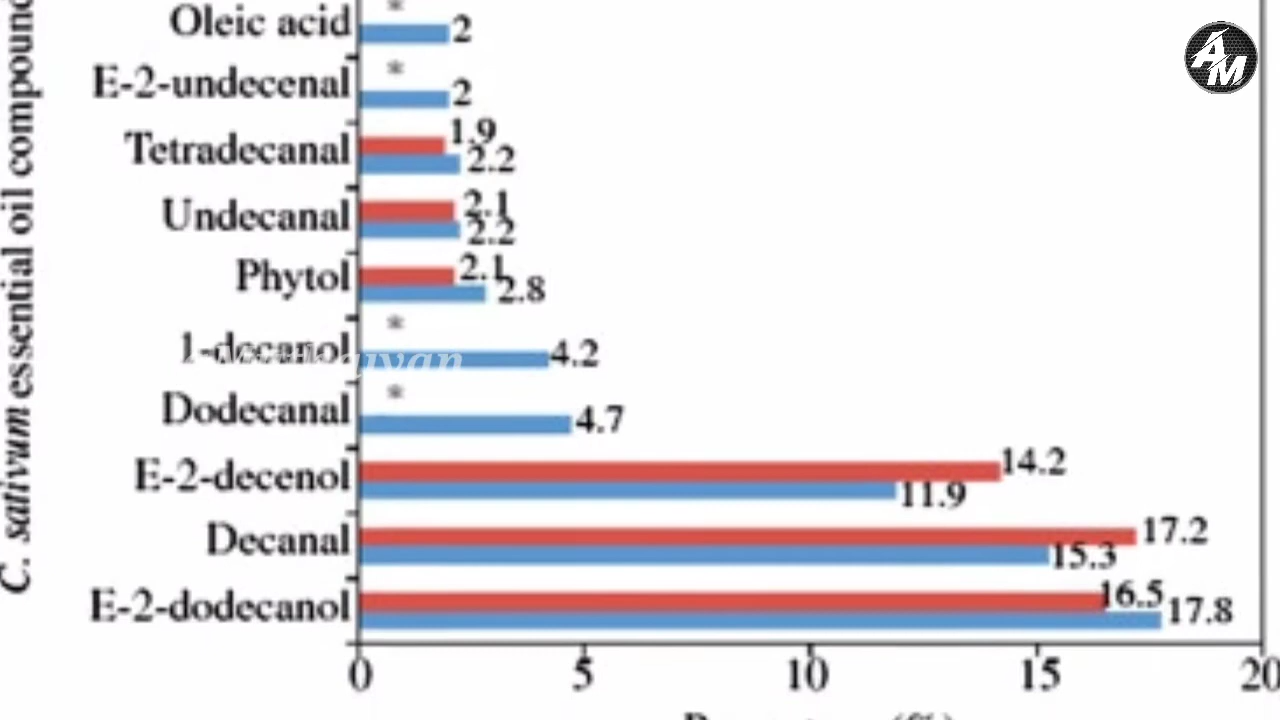 AM
C. sativum essential oil compound
Oleic acid
*
2
E-2-undecenal
*
2
Tetradecanal
1.9
2.2
Undecanal
2.1
2.2
Phytol
2.1
2.8
1-decanol
*
4.2
Dodecanal
*
4.7
E-2-decenol
14.2
11.9
Decanal
17.2
15.3
E-2-dodecanol
16.5
17.8
0 5 10 15 20
(%)